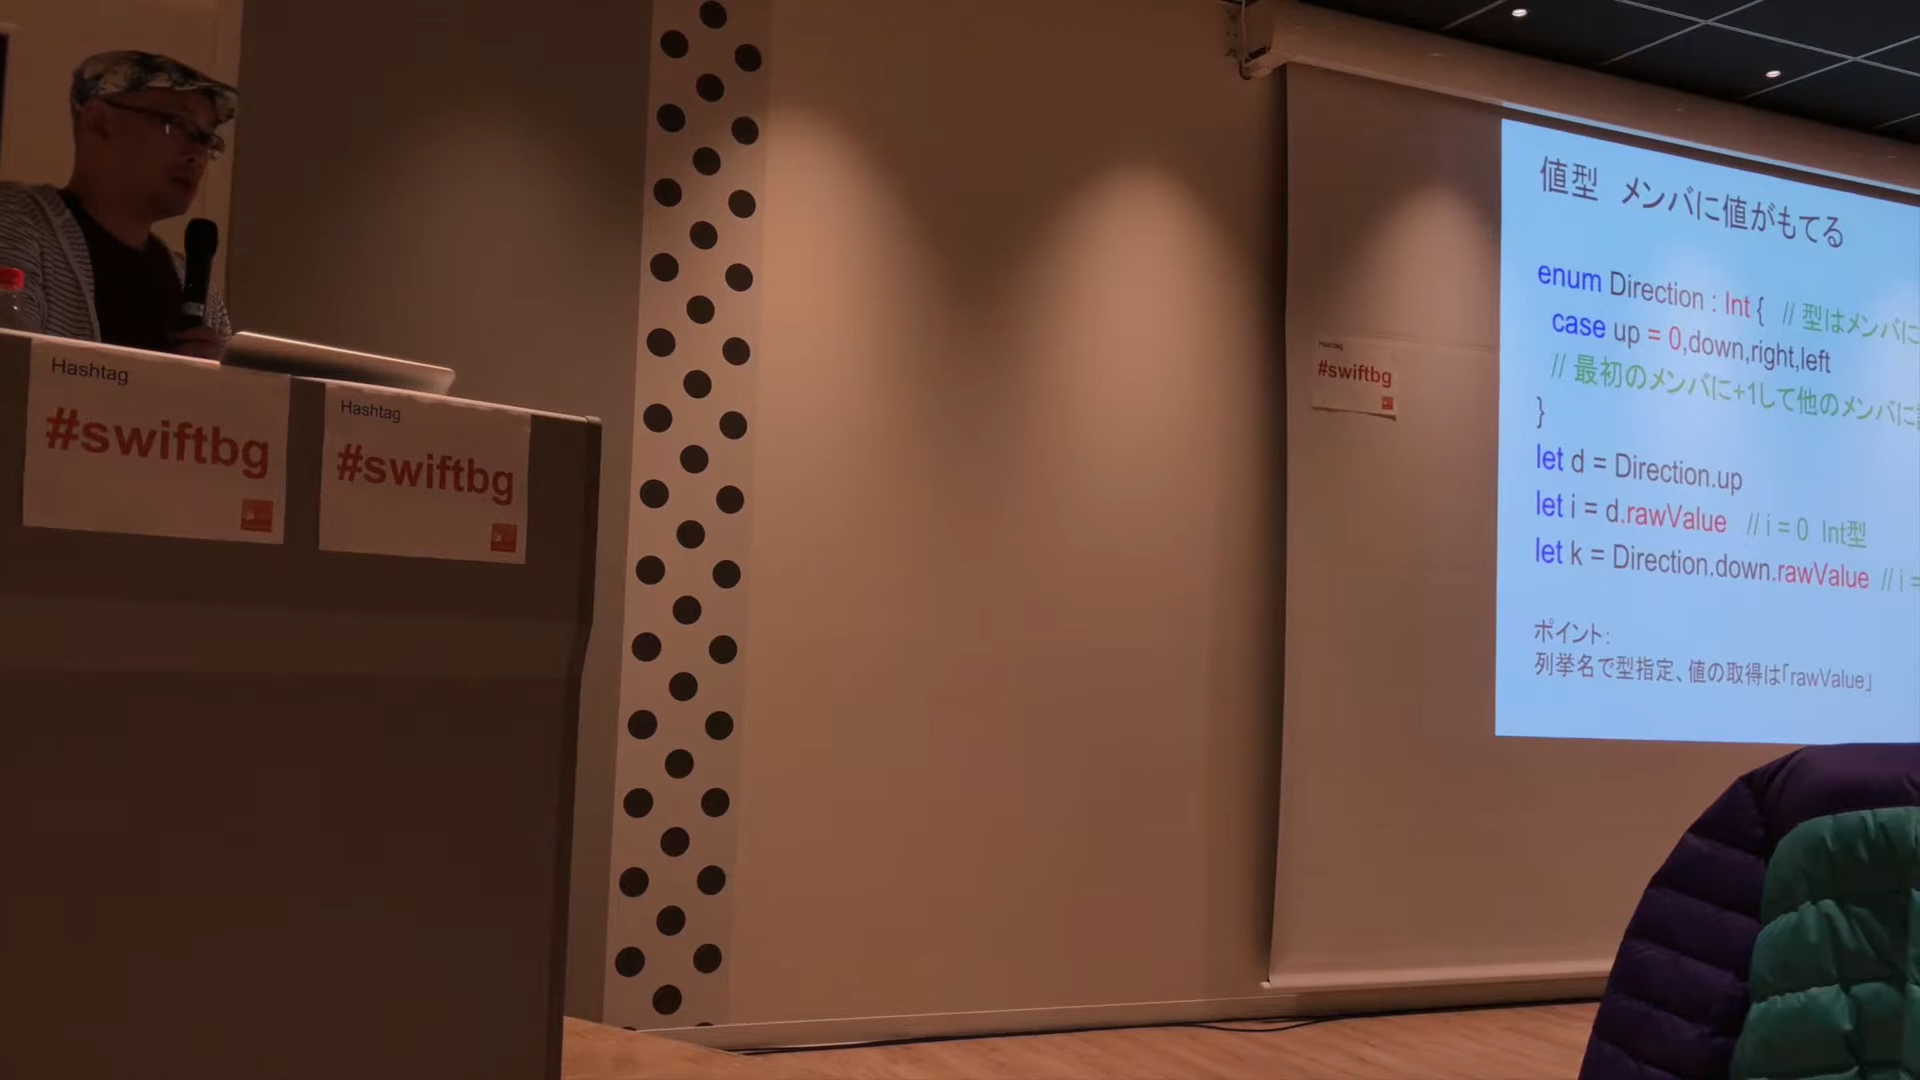 Hashtag
#swiftbg
Hashtag
#swiftbg
Hashtag
#swiftbg
値型 メンバに値がもてる
enum Direction : Int { // 型はメンバに
case up = 0,down,right,left
// 最初のメンバに+1して他のメンバに
}
let d = Direction.up
let i = d.rawValue // i = 0 Int型
let k = Direction.down.rawValue // i =
ポイント:
列挙名で型指定、値の取得は「rawValue」